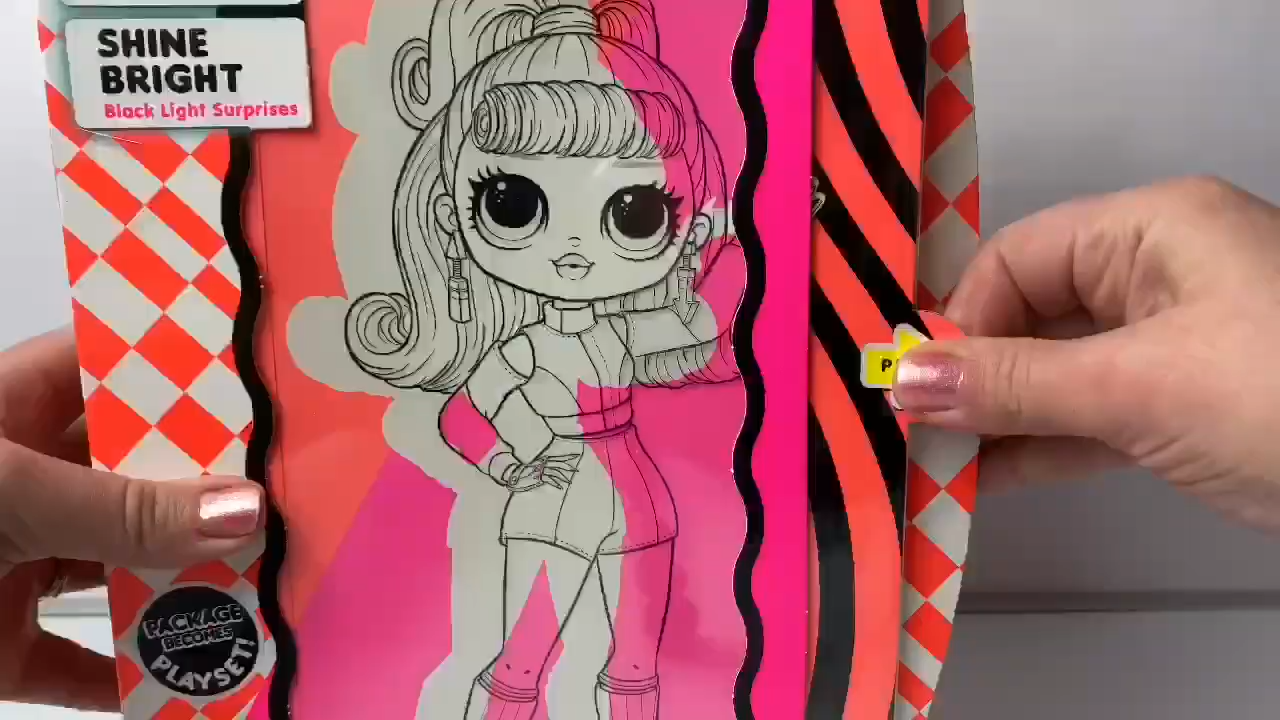 SHINE
BRIGHT
Black Light Surprises
PACKAGE
BECOMES
PLAYSET!